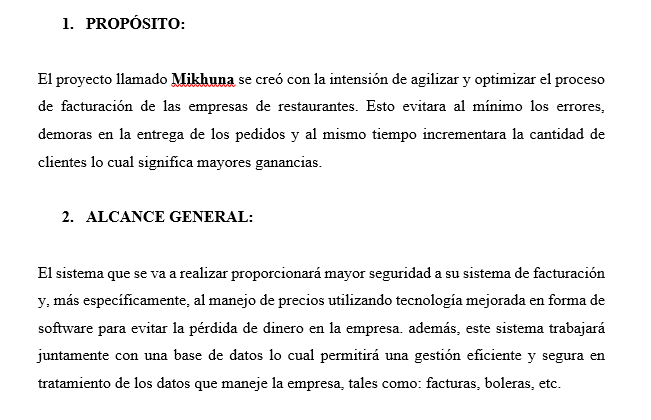 1. PROPÓSITO:
El proyecto llamado Mikhuna se creó con la intensión de agilizar y optimizar el proceso
de facturación de las empresas de restaurantes. Esto evitara al mínimo los errores,
demoras en la entrega de los pedidos y al mismo tiempo incrementara la cantidad de
clientes lo cual significa mayores ganancias.
2. ALCANCE GENERAL:
El sistema que se va a realizar proporcionará mayor seguridad a su sistema de facturación
y, más específicamente, al manejo de precios utilizando tecnología mejorada en forma de
software para evitar la pérdida de dinero en la empresa. además, este sistema trabajará
juntamente con una base de datos lo cual permitirá una gestión eficiente y segura en
tratamiento de los datos que maneje la empresa, tales como: facturas, boleras, etc.